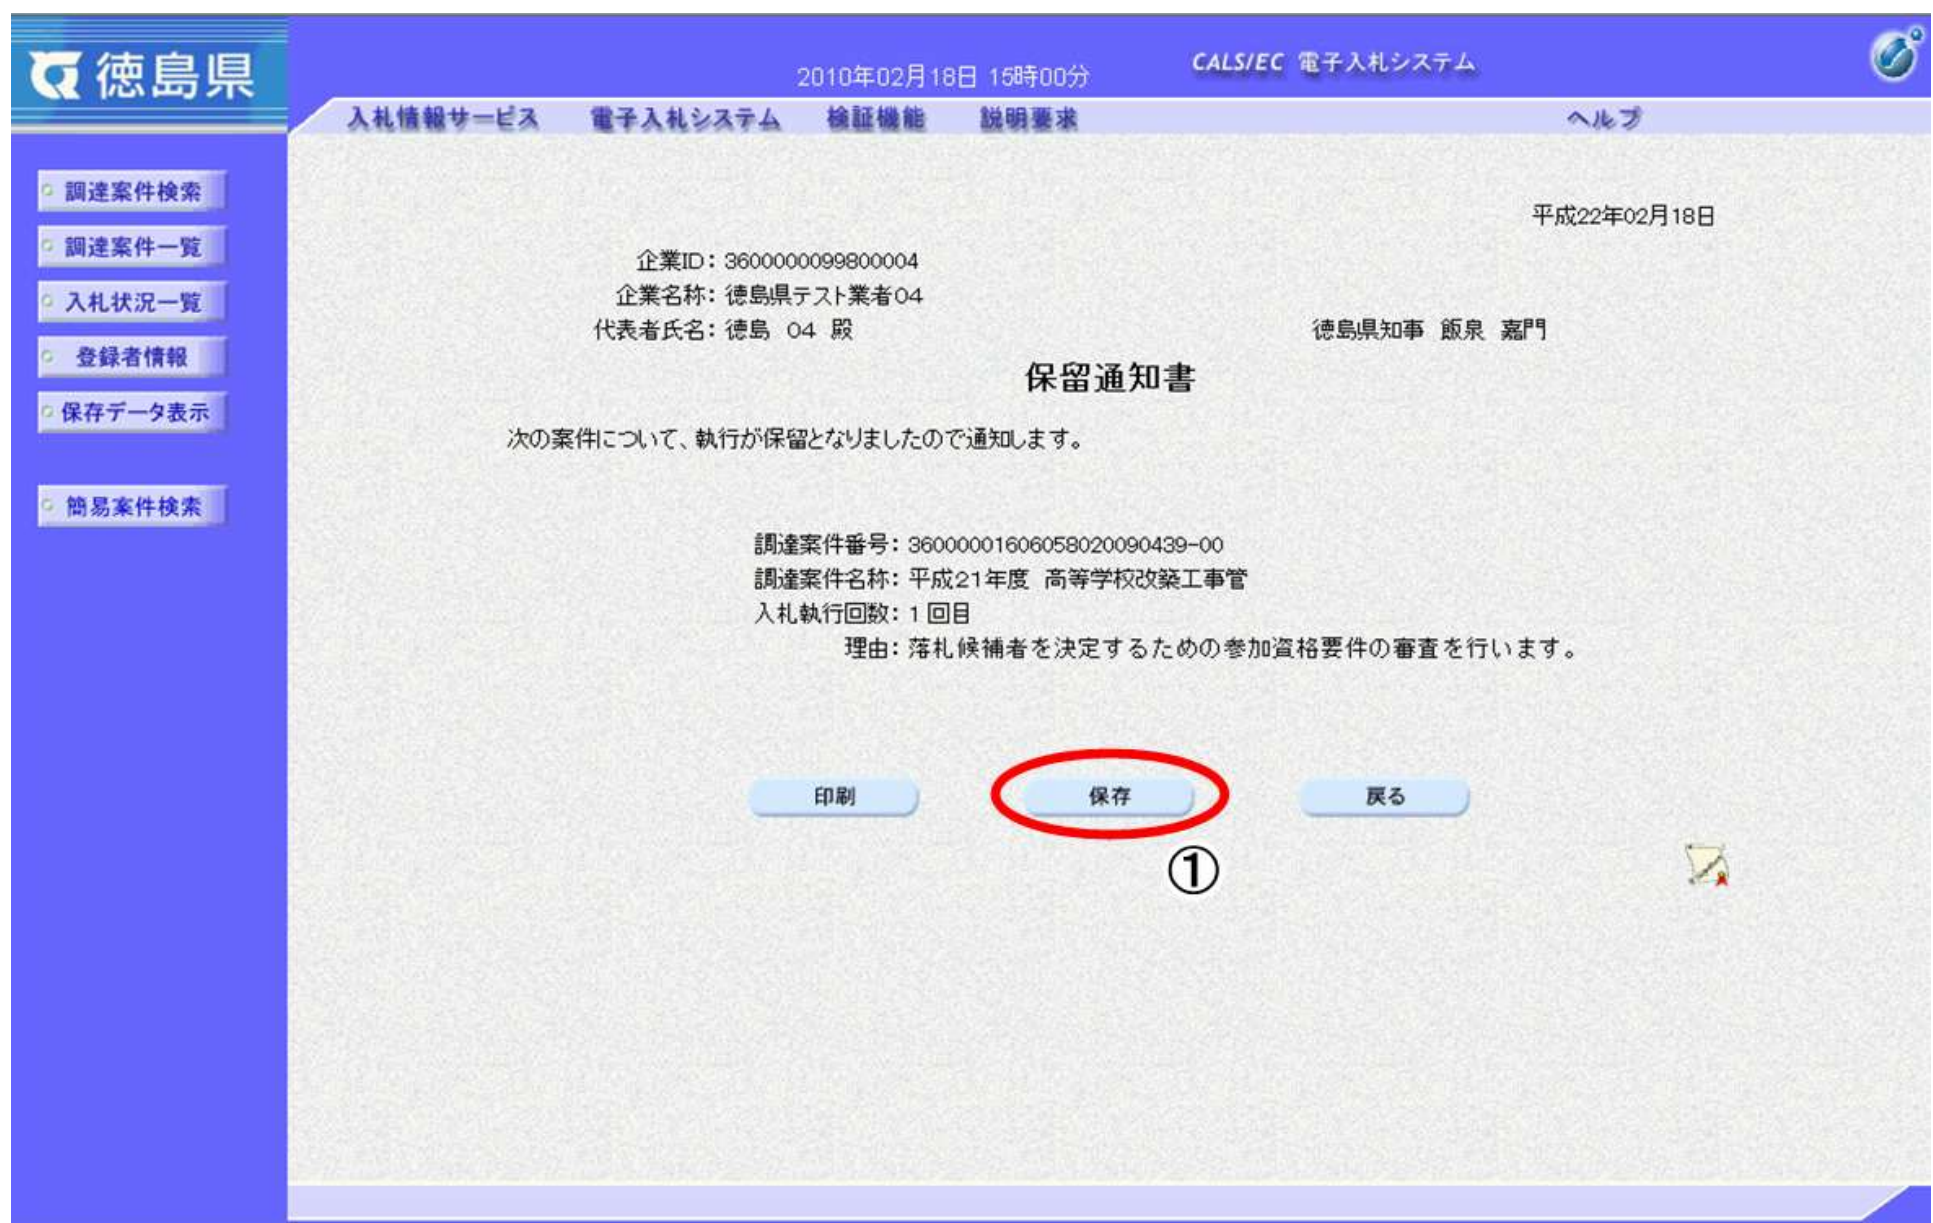 徳島県
2010年02月18日 15時00分
CALS/EC 電子入札システム
入札情報サービス 電子入札システム 検証機能 説明要求 ヘルプ
調達案件検索
調達案件一覧
入札状況一覧
登録者情報
保存データ表示
簡易案件検索
平成22年02月18日
企業ID：3600000099800004
企業名称：徳島県テスト業者04
代表者氏名：徳島 04 殿
徳島県知事 飯泉 嘉門
保留通知書
次の案件について、執行が保留となりましたので通知します。
調達案件番号：3600000160605802009​0439-00
調達案件名称：平成21年度 高等学校改築工事管
入札執行回数：1回目
理由：落札候補者を決定するための参加資格要件の審査を行います。
印刷 保存 戻る
①